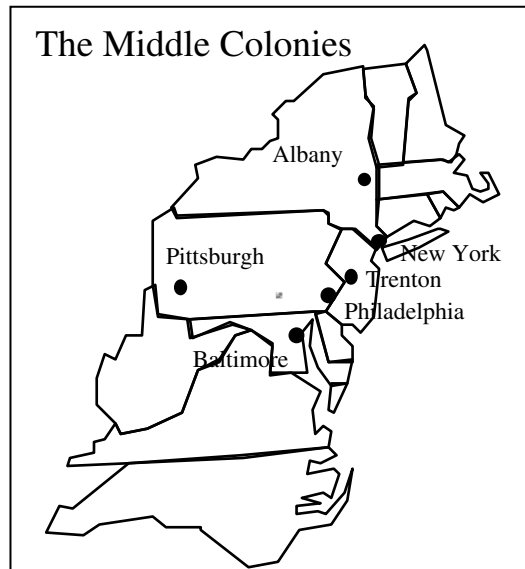 The Middle Colonies
Albany
New York
Pittsburgh
Trenton
Philadelphia
Baltimore